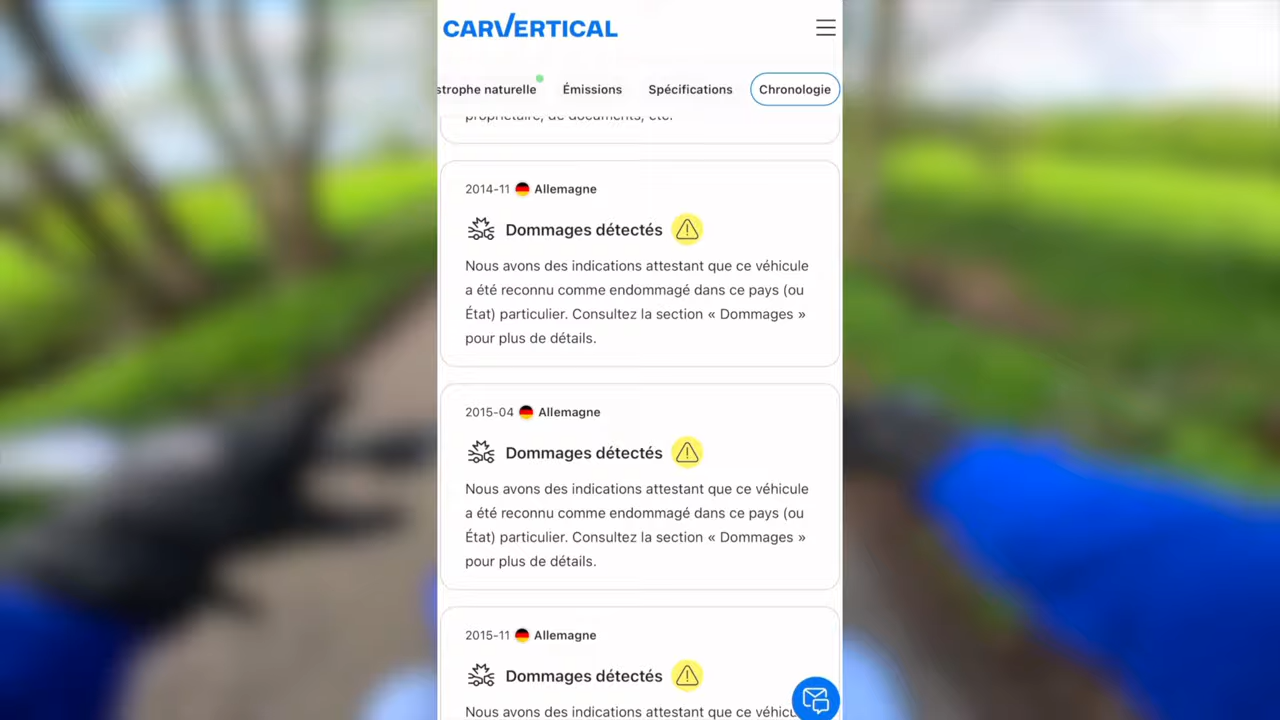 CARVERTICAL
strophe naturelle Émissions Spécifications Chronologie
propriétaire, de documents, etc.
2014-11 Allemagne
Dommages détectés
Nous avons des indications attestant que ce véhicule
a été reconnu comme endommagé dans ce pays (ou
État) particulier. Consultez la section « Dommages »
pour plus de détails.
2015-04 Allemagne
Dommages détectés
Nous avons des indications attestant que ce véhicule
a été reconnu comme endommagé dans ce pays (ou
État) particulier. Consultez la section « Dommages »
pour plus de détails.
2015-11 Allemagne
Dommages détectés
Nous avons des indications attestant que ce véhicu